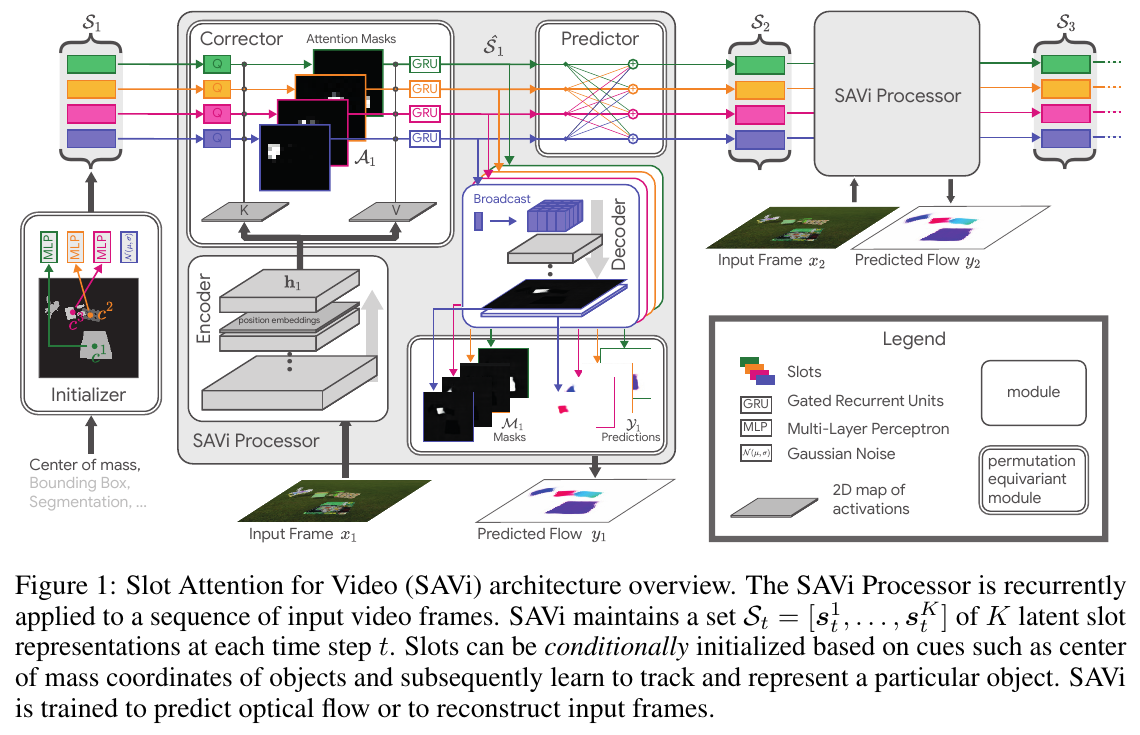 S₁
Corrector
Attention Masks
Ŝ₁
Predictor
S₂
S₃
Q
GRU
Q
GRU
SAVi Processor
Q
GRU
Q
GRU
A₁
K
V
MLP
MLP
MLP
N(μ, σ)
c³
c²
c¹
Initializer
Encoder
h₁
position embeddings
Broadcast
Decoder
Input Frame x₂
Predicted Flow y₂
SAVi Processor
M₁
Masks
Y₁
Predictions
Center of mass,
Bounding Box,
Segmentation, ...
Input Frame x₁
Predicted Flow y₁
Legend
Slots
GRU Gated Recurrent Units
MLP Multi-Layer Perceptron
N(μ, σ) Gaussian Noise
2D map of
activations
module
permutation
equivariant
module
Figure 1: Slot Attention for Video (SAVi) architecture overview. The SAVi Processor is recurrently
applied to a sequence of input video frames. SAVi maintains a set Sₜ = [sₜ¹, . . . , sₜᴷ] of K latent slot
representations at each time step t. Slots can be conditionally initialized based on cues such as center
of mass coordinates of objects and subsequently learn to track and represent a particular object. SAVi
is trained to predict optical flow or to reconstruct input frames.